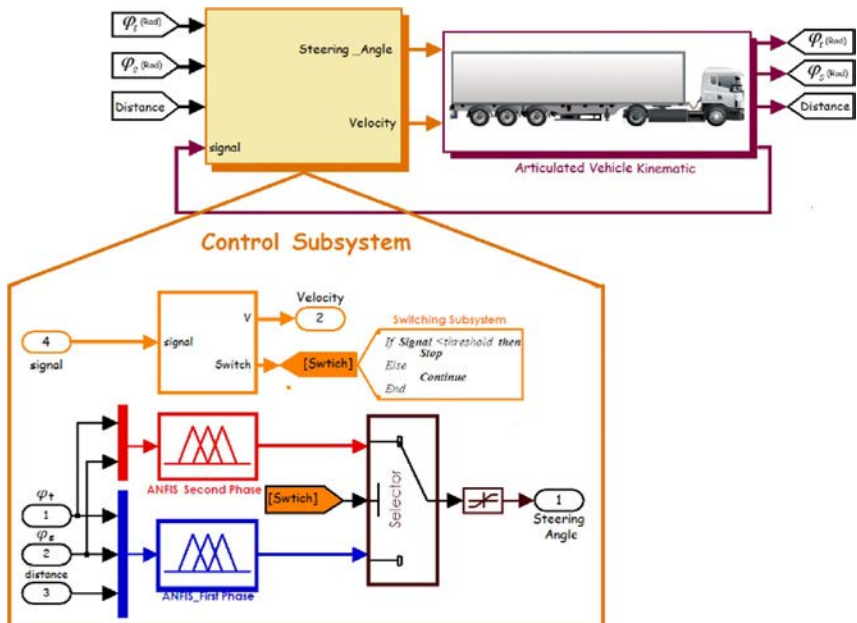 φt (Rad)
φs (Rad)
Distance
signal
Steering _Angle
Velocity
φt (Rad)
φs (Rad)
Distance
Articulated Vehicle Kinematic
Control Subsystem
4
signal
signal
V
Switch
Velocity
2
[Swtich]
Switching Subsystem
If Signal <threshold then
Stop
Else
Continue
End
ANFIS Second Phase
[Swtich]
Selector
1
Steering
Angle
φt
1
φs
2
distance
3
ANFIS_First Phase